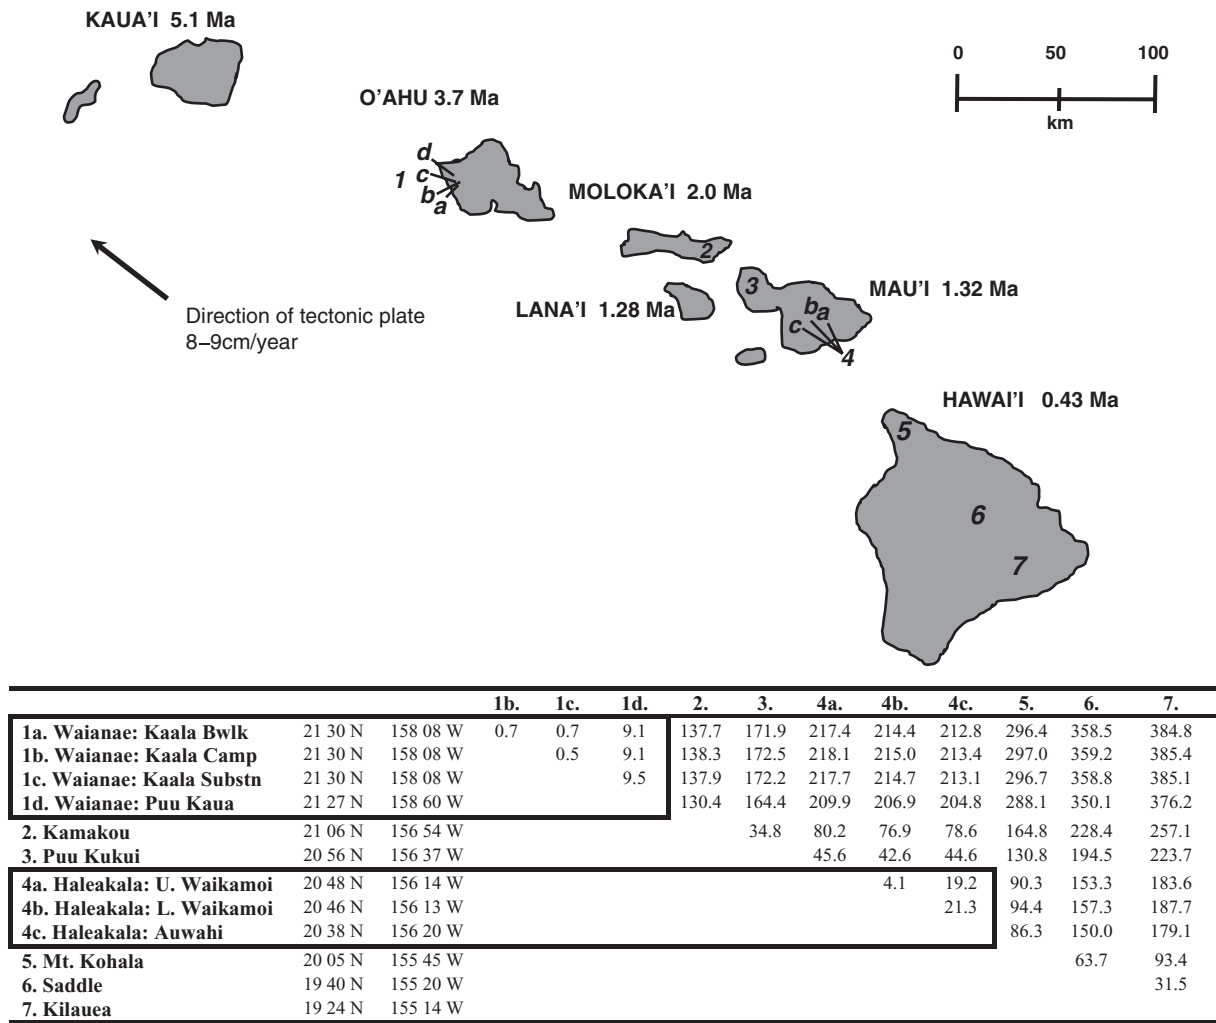 KAUA'I 5.1 Ma
0 50 100
km
O'AHU 3.7 Ma
d
1 c
b
a
MOLOKA'I 2.0 Ma
2
3
MAU'I 1.32 Ma
LANA'I 1.28 Ma
b a
c
4
Direction of tectonic plate
8–9cm/year
HAWAI'I 0.43 Ma
5
6
7
1b. 1c. 1d. 2. 3. 4a. 4b. 4c. 5. 6. 7.
1a. Waianae: Kaala Bwlk 21 30 N 158 08 W 0.7 0.7 9.1 137.7 171.9 217.4 214.4 212.8 296.4 358.5 384.8
1b. Waianae: Kaala Camp 21 30 N 158 08 W 0.5 9.1 138.3 172.5 218.1 215.0 213.4 297.0 359.2 385.4
1c. Waianae: Kaala Substn 21 30 N 158 08 W 9.5 137.9 172.2 217.7 214.7 213.1 296.7 358.8 385.1
1d. Waianae: Puu Kaua 21 27 N 158 60 W 130.4 164.4 209.9 206.9 204.8 288.1 350.1 376.2
2. Kamakou 21 06 N 156 54 W 34.8 80.2 76.9 78.6 164.8 228.4 257.1
3. Puu Kukui 20 56 N 156 37 W 45.6 42.6 44.6 130.8 194.5 223.7
4a. Haleakala: U. Waikamoi 20 48 N 156 14 W 4.1 19.2 90.3 153.3 183.6
4b. Haleakala: L. Waikamoi 20 46 N 156 13 W 21.3 94.4 157.3 187.7
4c. Haleakala: Auwahi 20 38 N 156 20 W 86.3 150.0 179.1
5. Mt. Kohala 20 05 N 155 45 W 63.7 93.4
6. Saddle 19 40 N 155 20 W 31.5
7. Kilauea 19 24 N 155 14 W